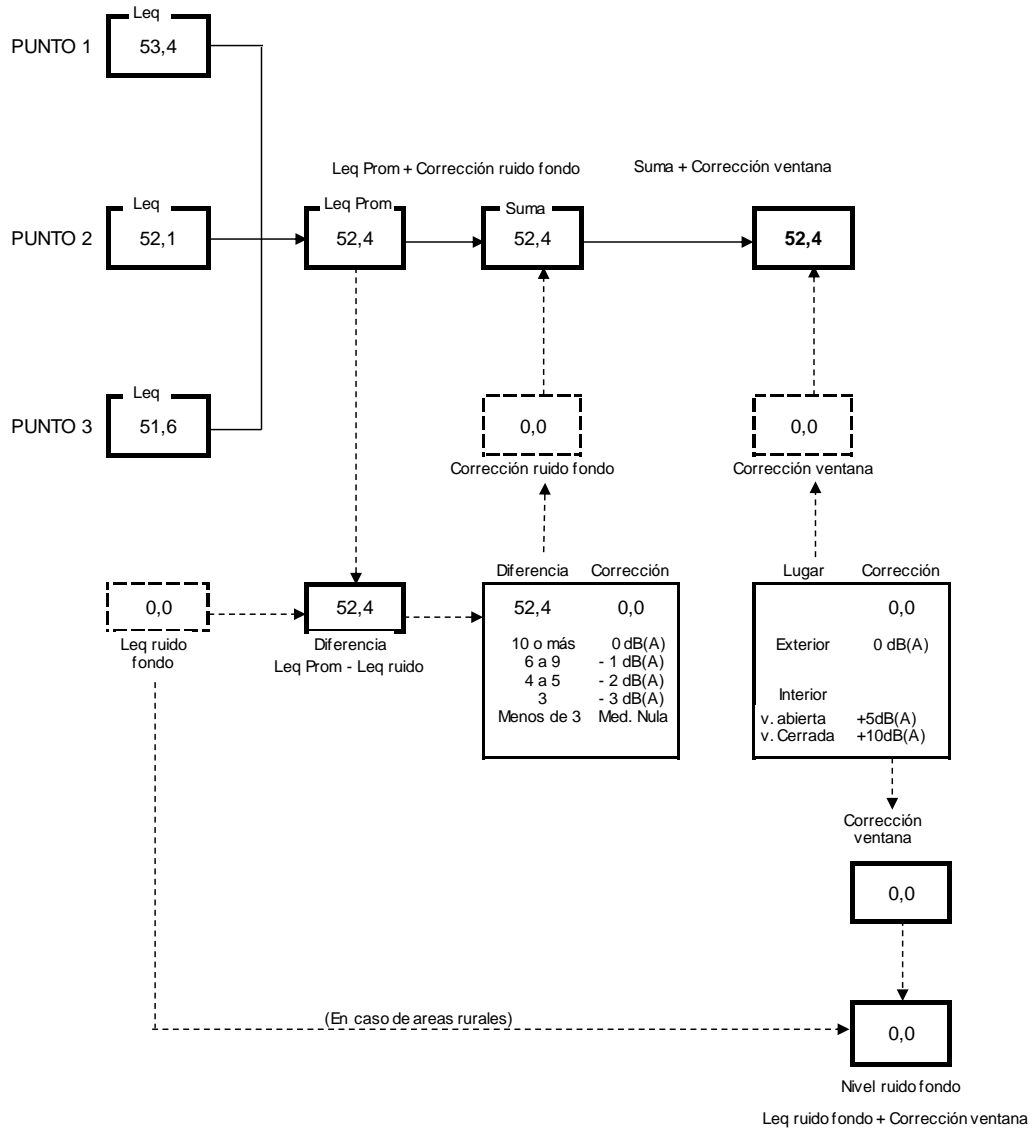 Leq
PUNTO 1
53,4
Leq Prom + Corrección ruido fondo
Suma + Corrección ventana
Leq
Leq Prom
Suma
PUNTO 2
52,1
52,4
52,4
52,4
Leq
PUNTO 3
51,6
0,0
0,0
Corrección ruido fondo
Corrección ventana
Diferencia
Corrección
Lugar
Corrección
0,0
52,4
52,4
0,0
0,0
Leq ruido
fondo
Diferencia
Leq Prom - Leq ruido
10 o más
0 dB(A)
6 a 9
- 1 dB(A)
4 a 5
- 2 dB(A)
3
- 3 dB(A)
Menos de 3
Med. Nula
Exterior
0 dB(A)
Interior
v. abierta
+5dB(A)
v. Cerrada
+10dB(A)
Corrección
ventana
0,0
(En caso de areas rurales)
0,0
Nivel ruido fondo
Leq ruido fondo + Corrección ventana